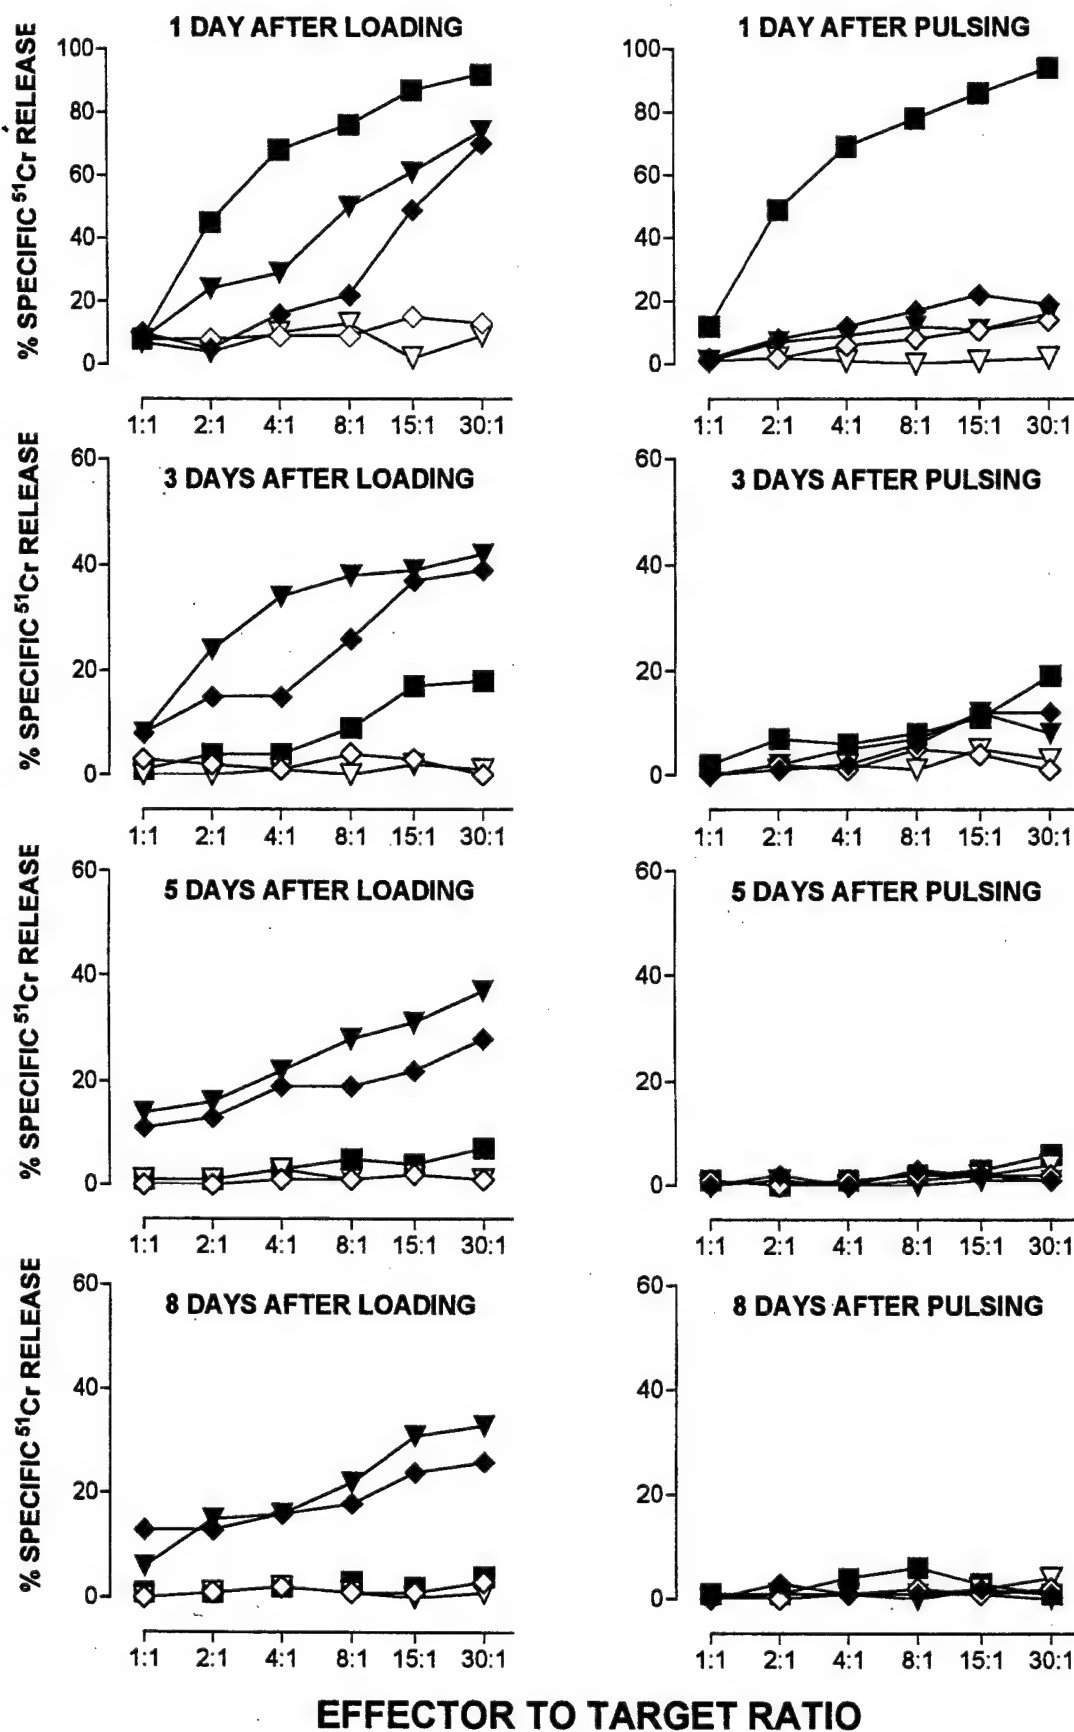 1 DAY AFTER LOADING
% SPECIFIC ⁵¹Cr RELEASE
100
80
60
40
20
0
1:1 2:1 4:1 8:1 15:1 30:1
1 DAY AFTER PULSING
100
80
60
40
20
0
1:1 2:1 4:1 8:1 15:1 30:1
3 DAYS AFTER LOADING
% SPECIFIC ⁵¹Cr RELEASE
60
40
20
0
1:1 2:1 4:1 8:1 15:1 30:1
3 DAYS AFTER PULSING
60
40
20
0
1:1 2:1 4:1 8:1 15:1 30:1
5 DAYS AFTER LOADING
% SPECIFIC ⁵¹Cr RELEASE
60
40
20
0
1:1 2:1 4:1 8:1 15:1 30:1
5 DAYS AFTER PULSING
60
40
20
0
1:1 2:1 4:1 8:1 15:1 30:1
8 DAYS AFTER LOADING
% SPECIFIC ⁵¹Cr RELEASE
60
40
20
0
1:1 2:1 4:1 8:1 15:1 30:1
8 DAYS AFTER PULSING
60
40
20
0
1:1 2:1 4:1 8:1 15:1 30:1
EFFECTOR TO TARGET RATIO